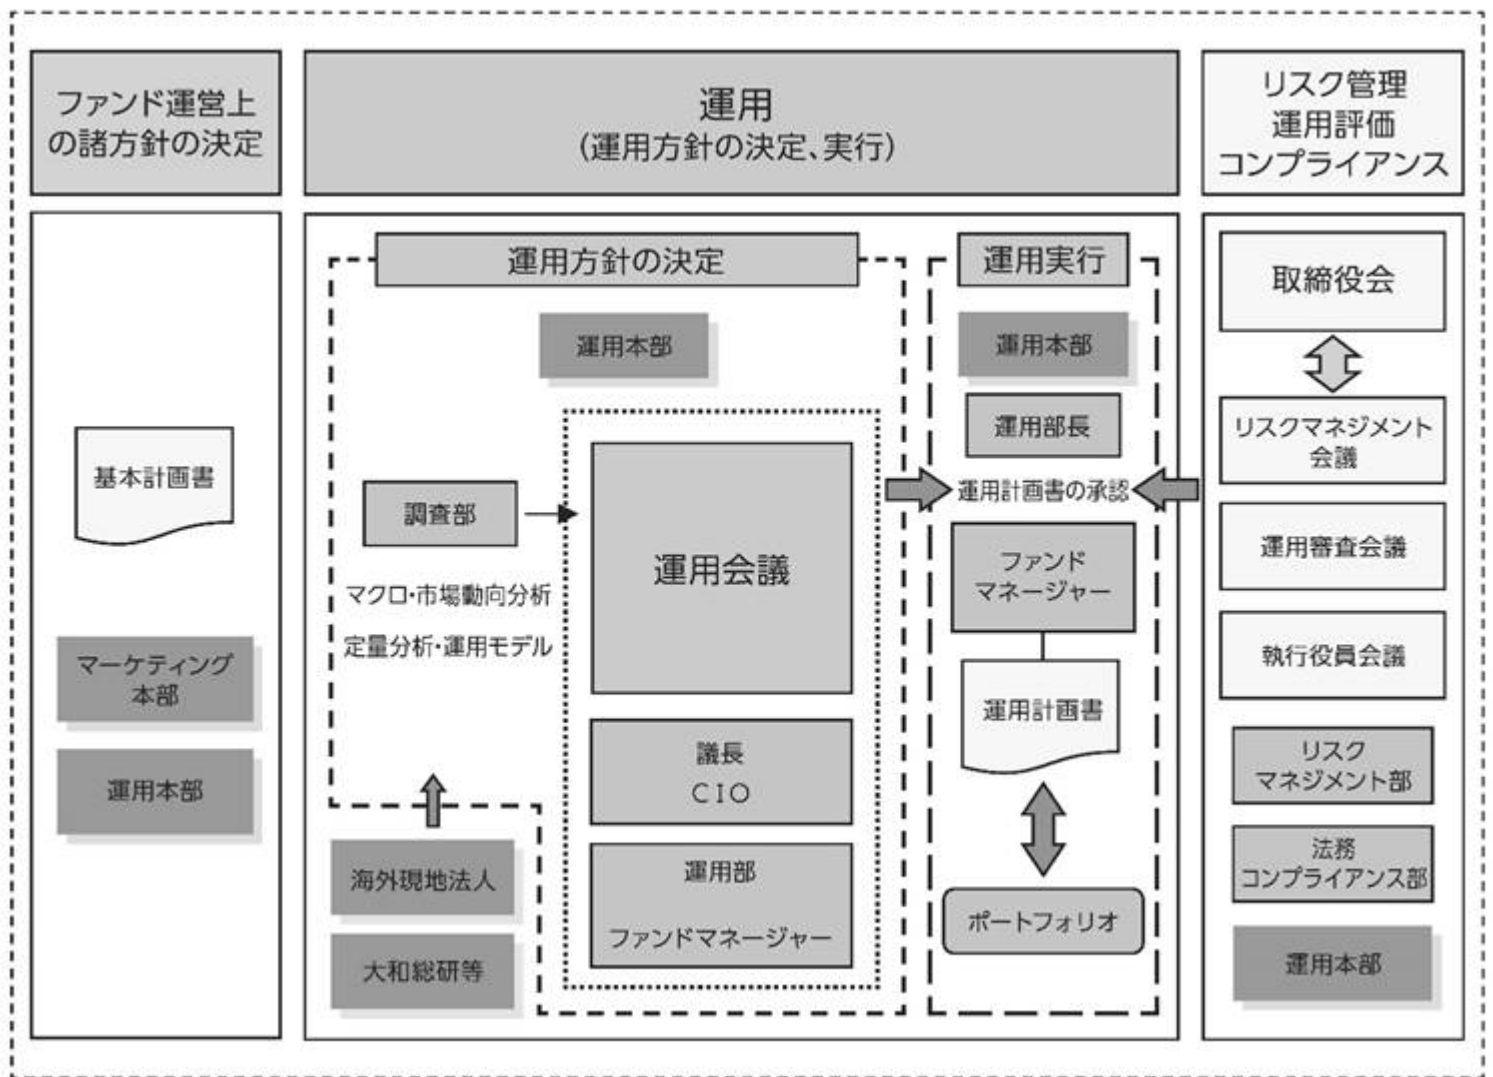 ファンド運営上
の諸方針の決定
基本計画書
マーケティング
本部
運用本部
運用
(運用方針の決定、実行)
運用方針の決定
運用本部
調査部
マクロ・市場動向分析
定量分析・運用モデル
海外現地法人
大和総研等
運用会議
議長
CIO
運用部
ファンドマネージャー
運用実行
運用本部
運用部長
運用計画書の承認
ファンド
マネージャー
運用計画書
ポートフォリオ
リスク管理
運用評価
コンプライアンス
取締役会
リスクマネジメント
会議
運用審査会議
執行役員会議
リスク
マネジメント部
法務
コンプライアンス部
運用本部